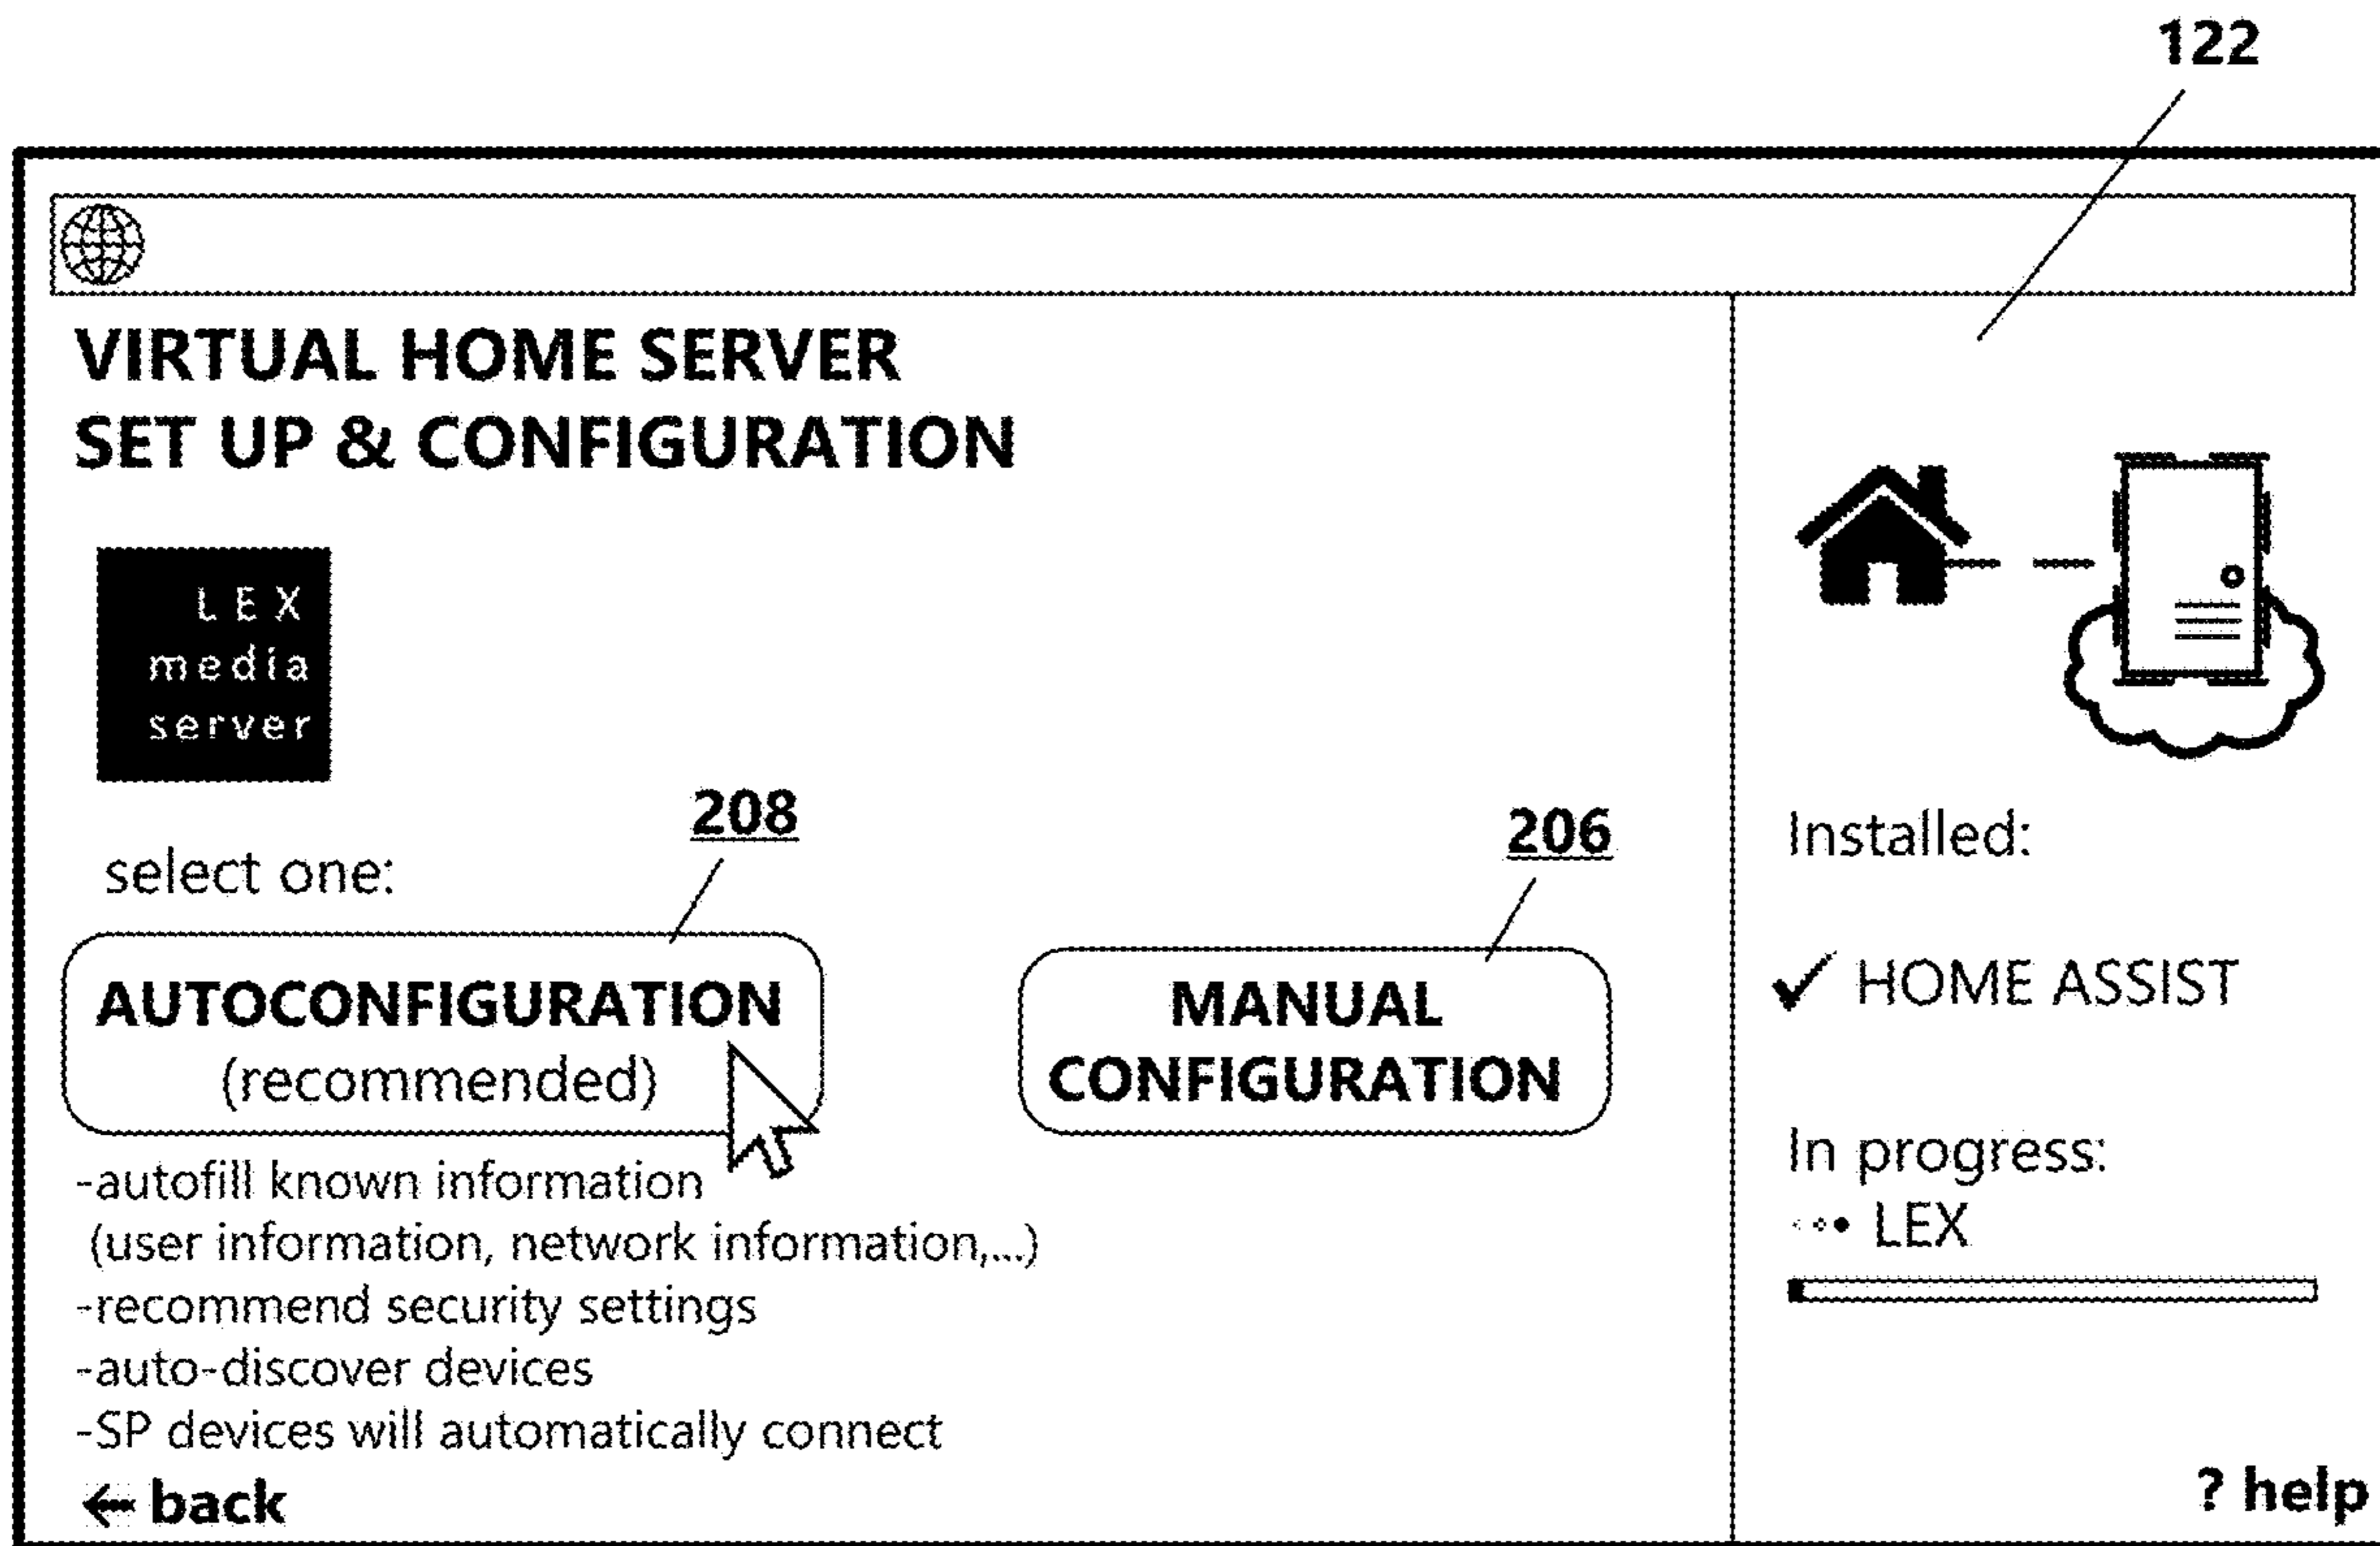 122
VIRTUAL HOME SERVER
SET UP & CONFIGURATION
LEX
media
server
select one:
208
206
AUTOCONFIGURATION
(recommended)
MANUAL
CONFIGURATION
-autofill known information
(user information, network information,...)
-recommend security settings
-auto-discover devices
-SP devices will automatically connect
← back
Installed:
✓ HOME ASSIST
In progress:
LEX
? help